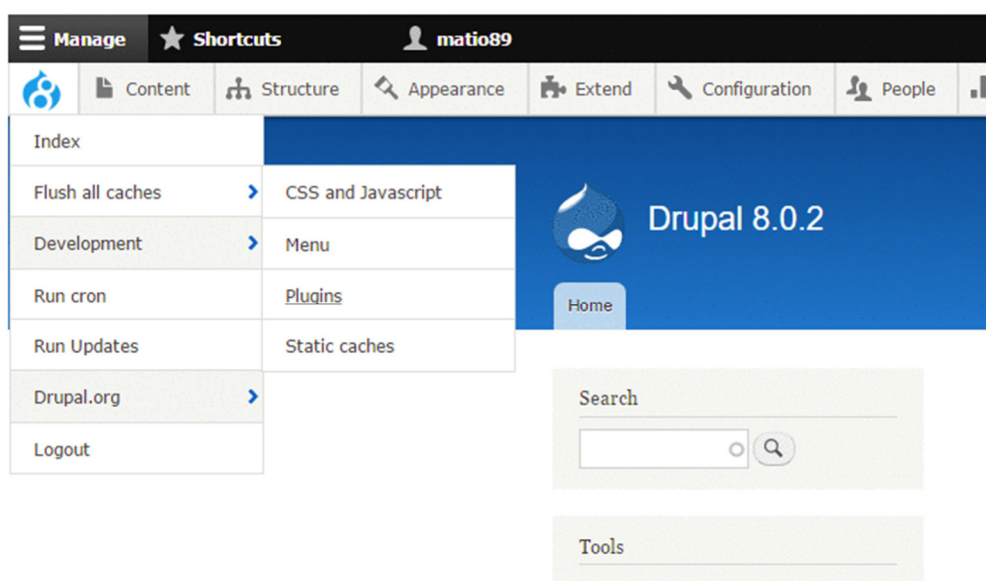 Manage Shortcuts matio89
Content Structure Appearance Extend Configuration People
Index
Flush all caches CSS and Javascript
Development Menu
Run cron Plugins
Run Updates Static caches
Drupal.org
Logout
Drupal 8.0.2
Home
Search
Tools